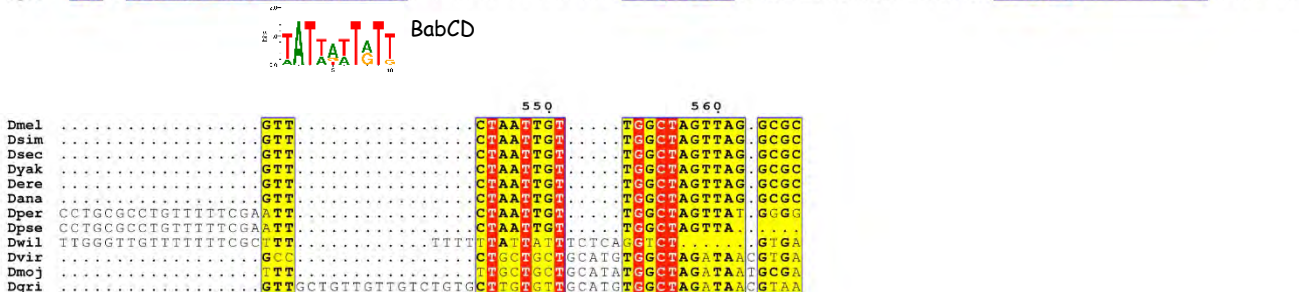 BabCD
550 560
Dmel ..................GTT................CTAATTGT.....TGGCTAGTTAG.GCGC
Dsim ..................GTT................CTAATTGT.....TGGCTAGTTAG.GCGC
Dsec ..................GTT................CTAATTGT.....TGGCTAGTTAG.GCGC
Dyak ..................GTT................CTAATTGT.....TGGCTAGTTAG.GCGC
Dere ..................GTT................CTAATTGT.....TGGCTAGTTAG.GCGC
Dana ..................GTT................CTAATTGT.....TGGCTAGTTAG.GCGC
Dper CCTGCGCCTGTTTTTCGAATT................CTAATTGT.....TGGCTAGTTAT.GGGG
Dpse CCTGCGCCTGTTTTTCGAATT................CTAATTGT.....TGGCTAGTTA......
Dwil TTGGGTTGTTTTTTTCGCTTT............TTTTTTATTATTTCTCAGGTCT.......GTGA
Dvir ..................GCC................CTGCTGCTGCATGTGGCTAGATAACGTGA
Dmoj ..................TTT................TTGCTGCTGCATATGGCTAGATAATGCGA
Dgri ..................GTTGCTGTTGTTGTCTGTGCTTGTGTTGCATGTGGCTAGATAACGTAA